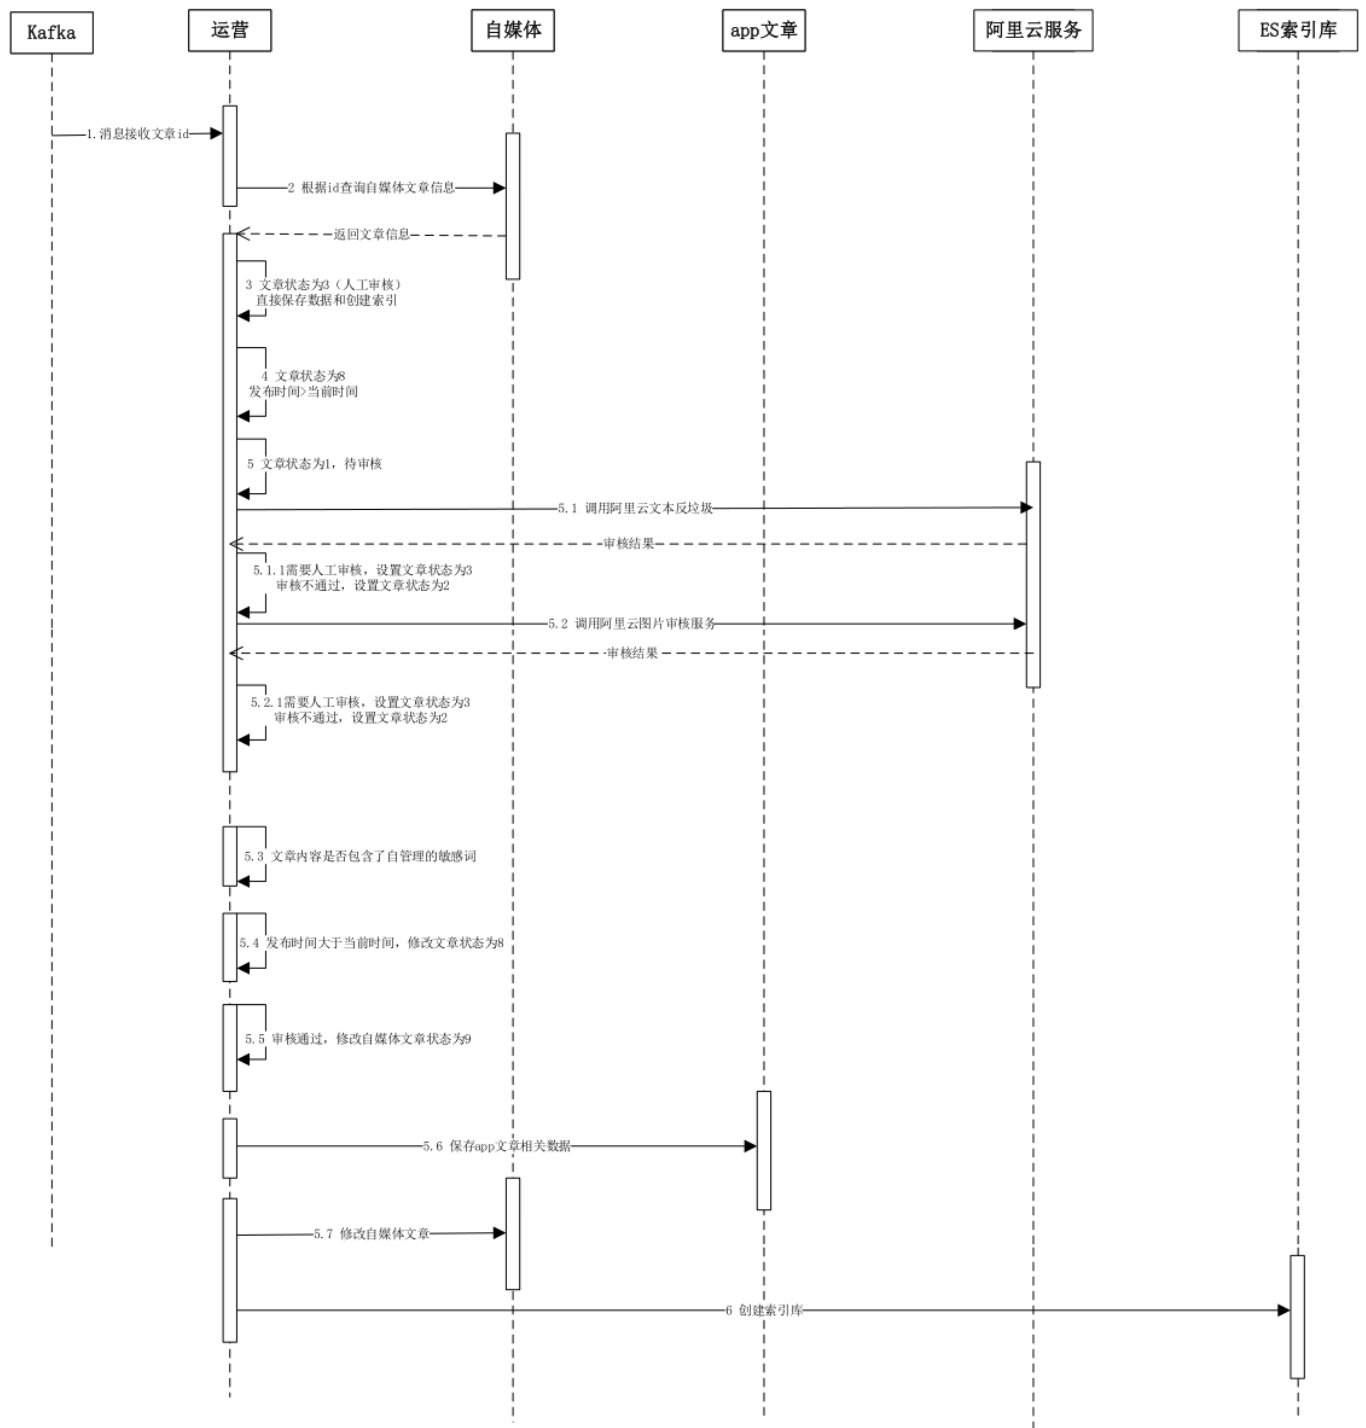 Kafka
运营
自媒体
app文章
阿里云服务
ES索引库
1.消息接收文章id
2 根据id查询自媒体文章信息
返回文章信息
3 文章状态为3（人工审核）
直接保存数据和创建索引
4 文章状态为8
发布时间>当前时间
5 文章状态为1，待审核
5.1 调用阿里云文本反垃圾
审核结果
5.1.1需要人工审核，设置文章状态为3
审核不通过，设置文章状态为2
5.2 调用阿里云图片审核服务
审核结果
5.2.1需要人工审核，设置文章状态为3
审核不通过，设置文章状态为2
5.3 文章内容是否包含了自管理的敏感词
5.4 发布时间大于当前时间，修改文章状态为8
5.5 审核通过，修改自媒体文章状态为9
5.6 保存app文章相关数据
5.7 修改自媒体文章
6 创建索引库